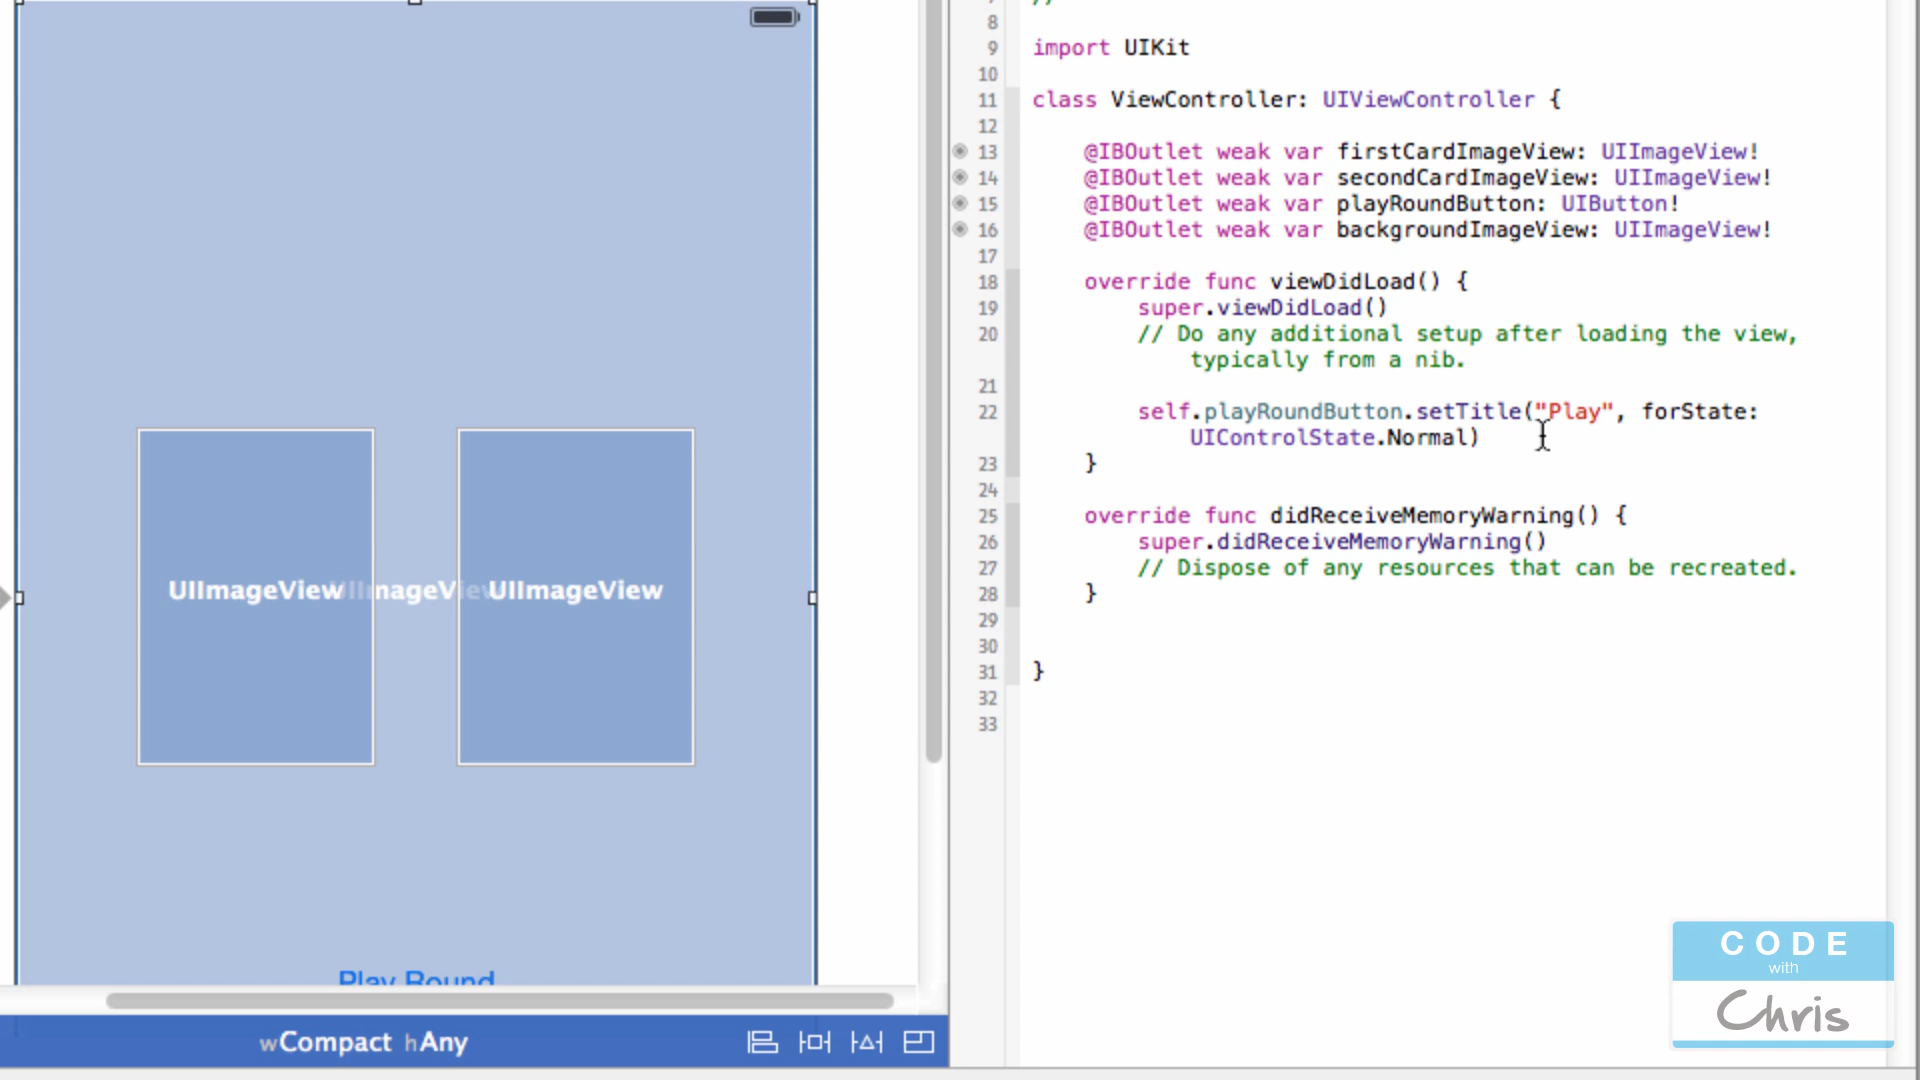 UIImageView
UIImageView
UIImageView
Play Round
wCompact hAny
7 //
8
9 import UIKit
10
11 class ViewController: UIViewController {
12
13 @IBOutlet weak var firstCardImageView: UIImageView!
14 @IBOutlet weak var secondCardImageView: UIImageView!
15 @IBOutlet weak var playRoundButton: UIButton!
16 @IBOutlet weak var backgroundImageView: UIImageView!
17
18 override func viewDidLoad() {
19 super.viewDidLoad()
20 // Do any additional setup after loading the view,
typically from a nib.
21
22 self.playRoundButton.setTitle("Play", forState:
UIControlState.Normal)
23 }
24
25 override func didReceiveMemoryWarning() {
26 super.didReceiveMemoryWarning()
27 // Dispose of any resources that can be recreated.
28 }
29
30
31 }
32
33
CODE
with
Chris